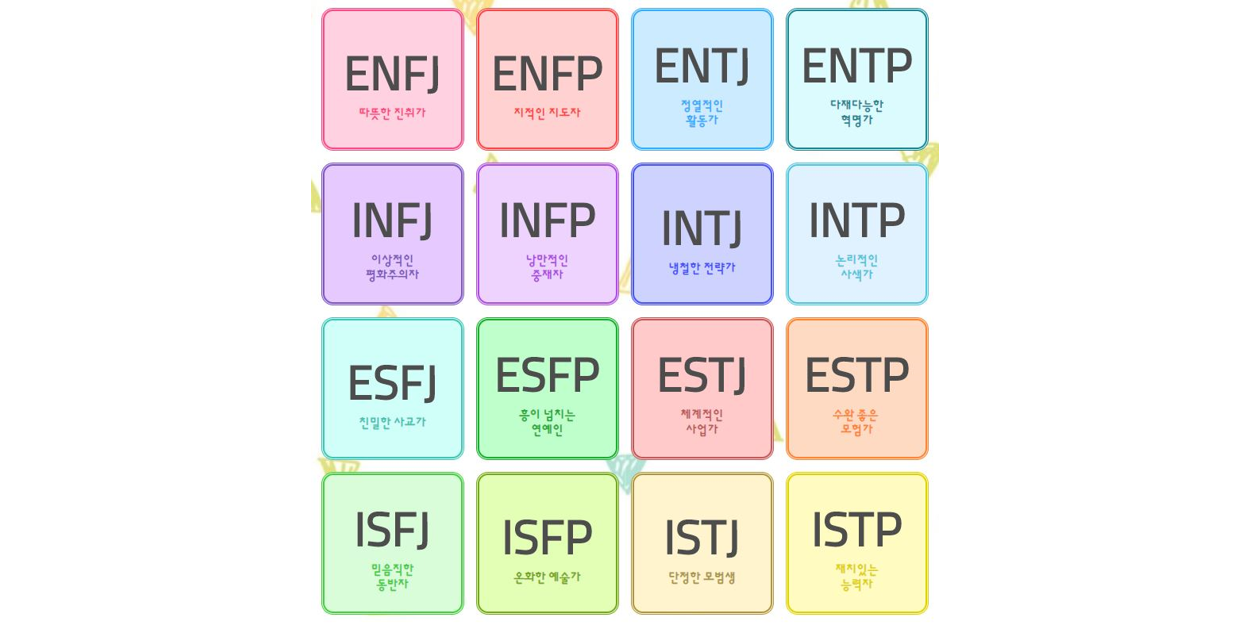 ENFJ
따뜻한 진취가
ENFP
지적인 지도자
ENTJ
정열적인
활동가
ENTP
다재다능한
혁명가
INFJ
이상적인
평화주의자
INFP
낭만적인
중재자
INTJ
냉철한 전략가
INTP
논리적인
사색가
ESFJ
친밀한 사교가
ESFP
흥이 넘치는
연예인
ESTJ
체계적인
사업가
ESTP
수완 좋은
모험가
ISFJ
믿음직한
동반자
ISFP
온화한 예술가
ISTJ
단정한 모범생
ISTP
재치있는
능력자